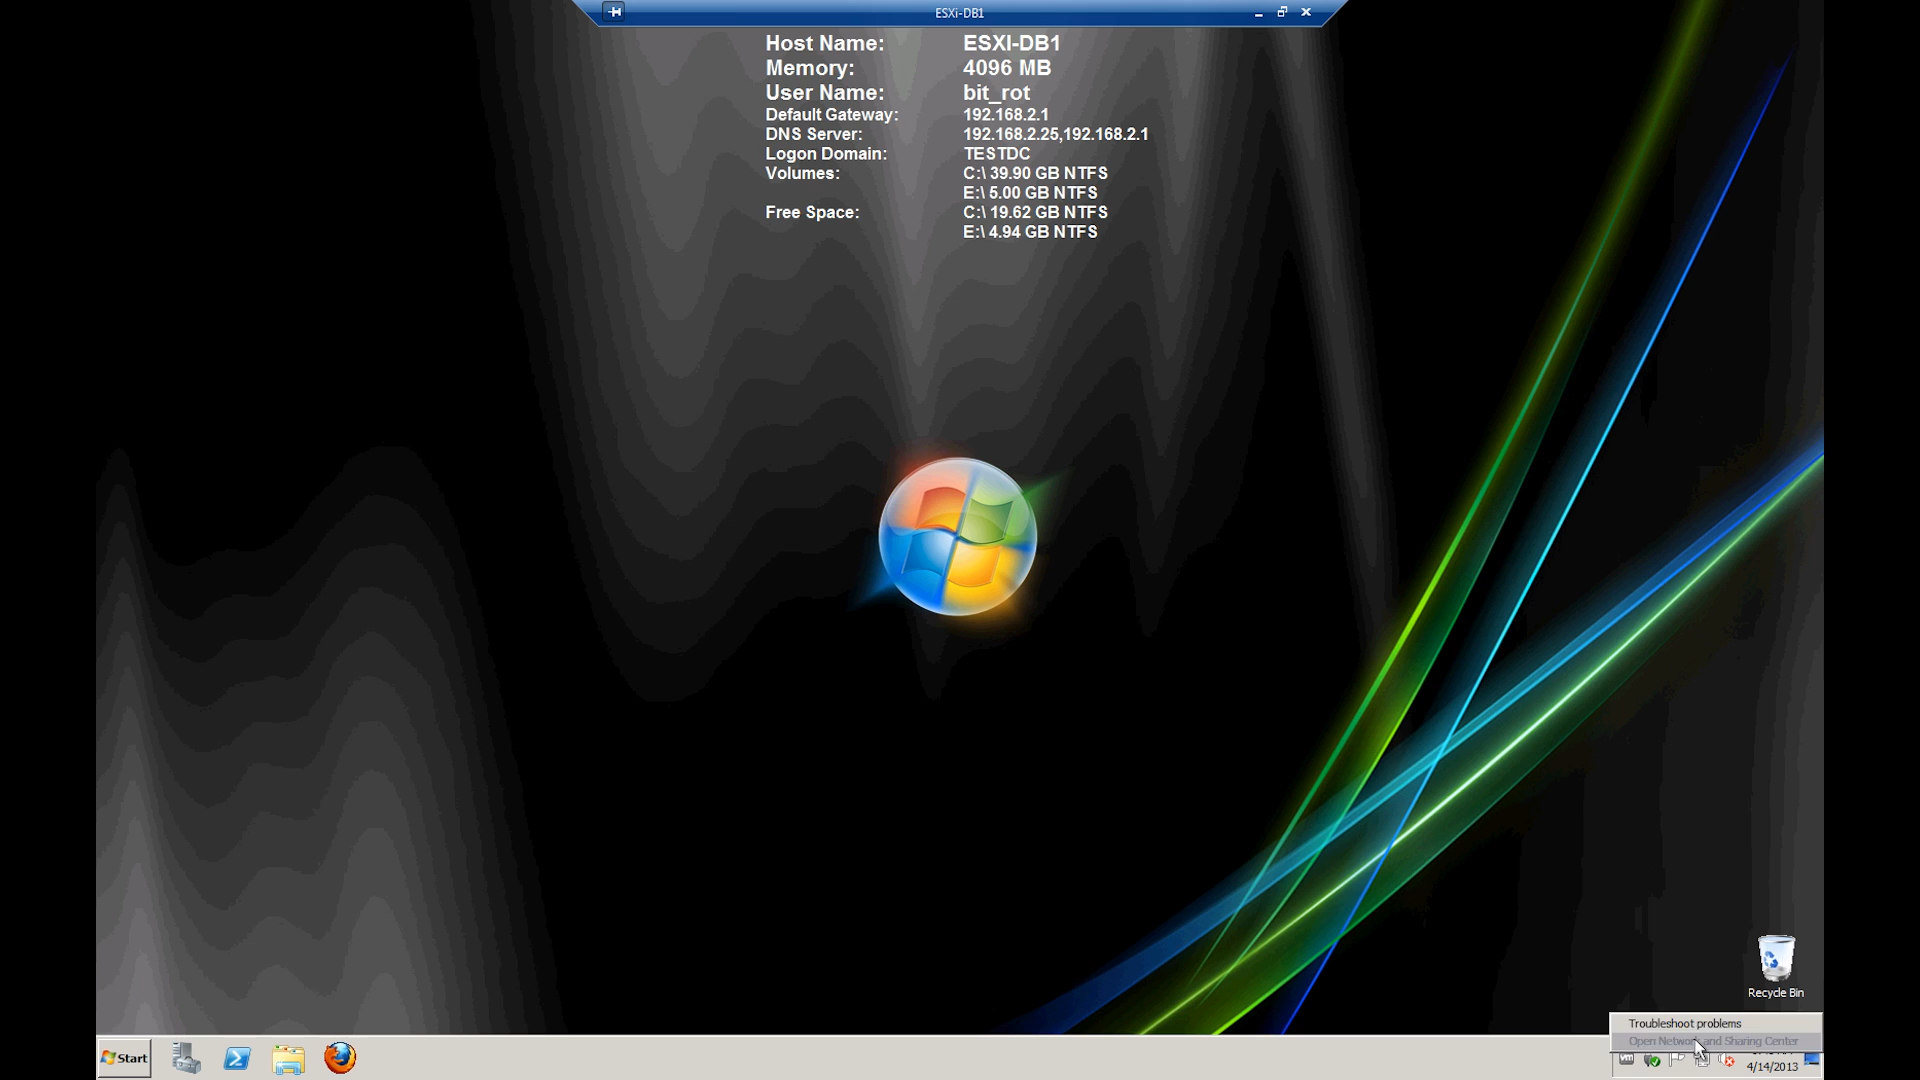 ESXi-DB1
Host Name: ESXI-DB1
Memory: 4096 MB
User Name: bit_rot
Default Gateway: 192.168.2.1
DNS Server: 192.168.2.25,192.168.2.1
Logon Domain: TESTDC
Volumes: C:\ 39.90 GB NTFS
E:\ 5.00 GB NTFS
Free Space: C:\ 19.62 GB NTFS
E:\ 4.94 GB NTFS
Recycle Bin
Troubleshoot problems
Open Network and Sharing Center
Start
4/14/2013